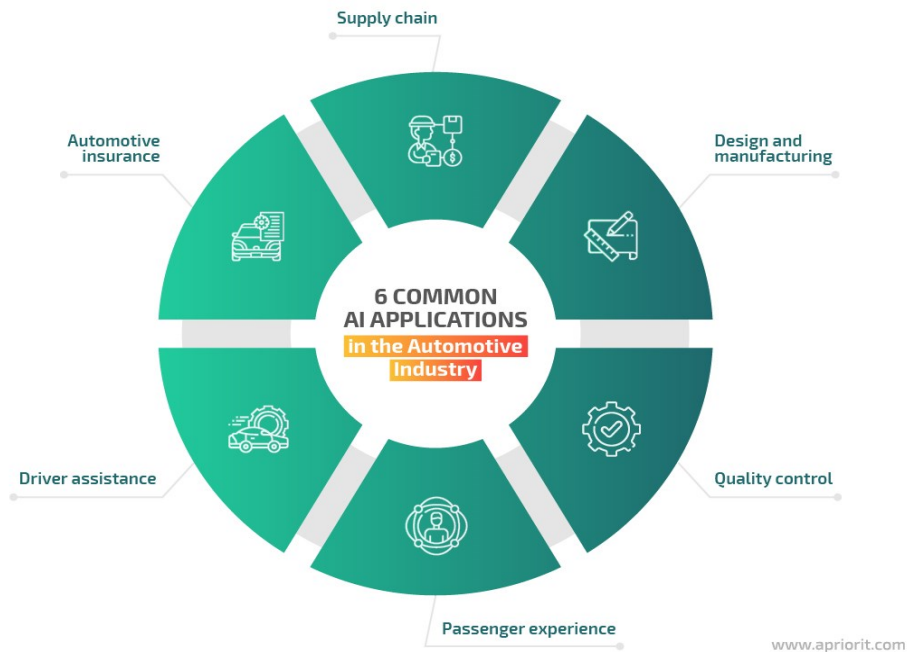 Supply chain
Automotive
insurance
Design and
manufacturing
6 COMMON
AI APPLICATIONS
in the Automotive
Industry
Driver assistance
Quality control
Passenger experience
www.apriorit.com